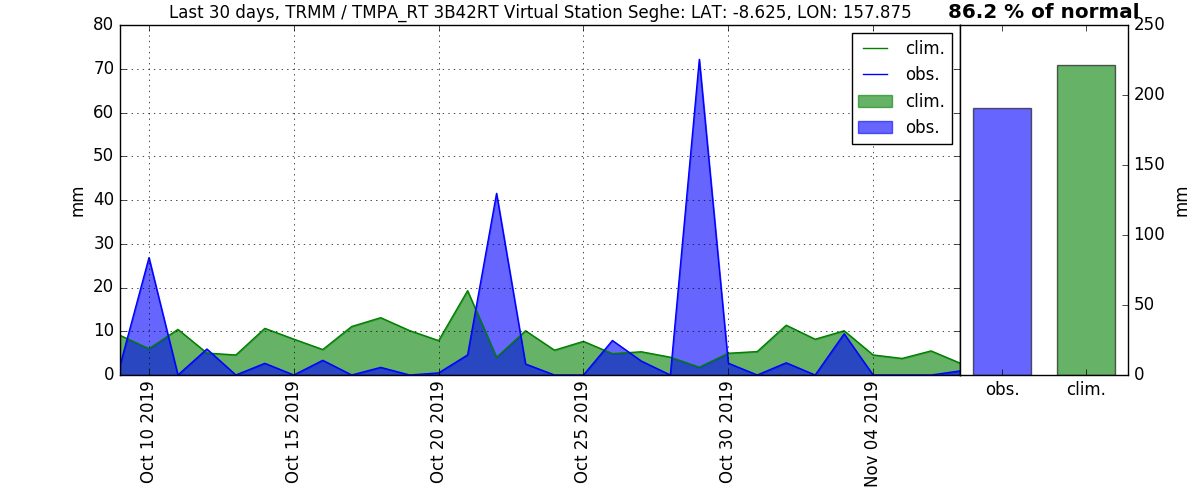 Last 30 days, TRMM / TMPA_RT 3B42RT Virtual Station Seghe: LAT: -8.625, LON: 157.875
86.2 % of normal
80
70
60
50
40
30
20
10
0
mm
clim.
obs.
clim.
obs.
Oct 10 2019
Oct 15 2019
Oct 20 2019
Oct 25 2019
Oct 30 2019
Nov 04 2019
250
200
150
100
50
0
mm
obs.
clim.